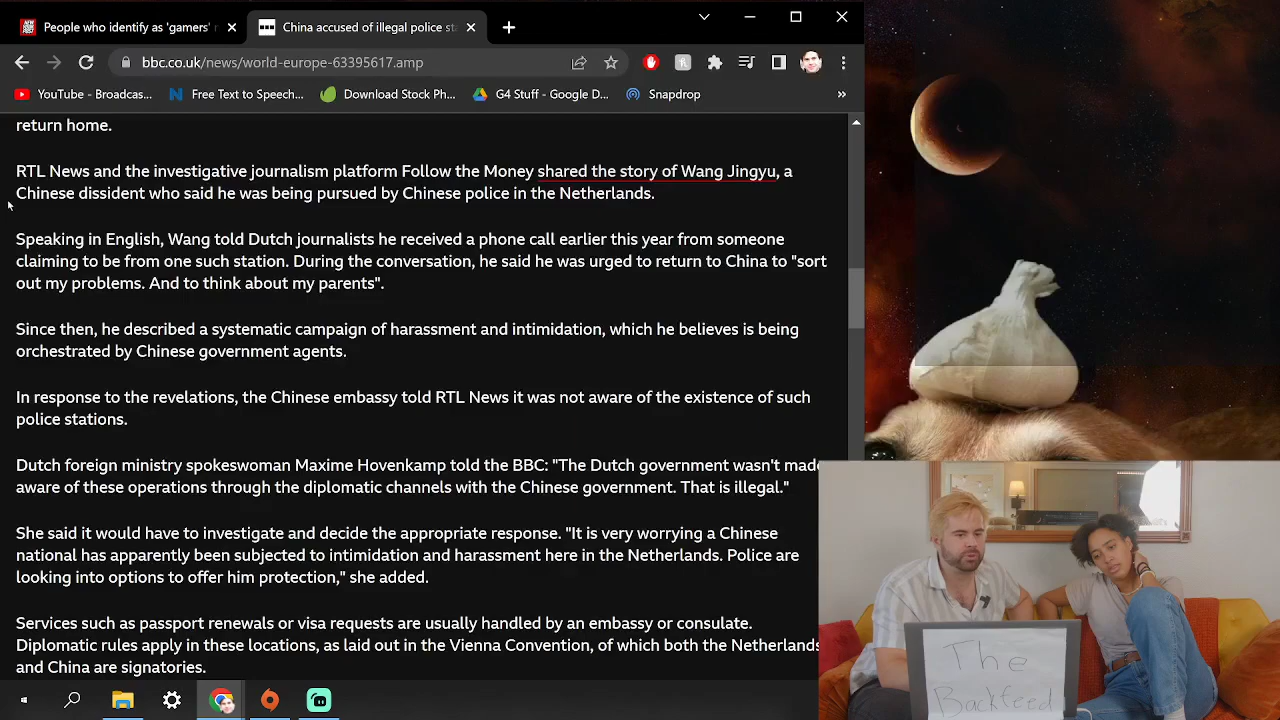 People who identify as 'gamers'
China accused of illegal police st
bbc.co.uk/news/world-europe-63395617.amp
YouTube - Broadcas...
Free Text to Speech...
Download Stock Ph...
G4 Stuff - Google D...
Snapdrop
return home.
RTL News and the investigative journalism platform Follow the Money shared the story of Wang Jingyu, a
Chinese dissident who said he was being pursued by Chinese police in the Netherlands.
Speaking in English, Wang told Dutch journalists he received a phone call earlier this year from someone
claiming to be from one such station. During the conversation, he said he was urged to return to China to "sort
out my problems. And to think about my parents".
Since then, he described a systematic campaign of harassment and intimidation, which he believes is being
orchestrated by Chinese government agents.
In response to the revelations, the Chinese embassy told RTL News it was not aware of the existence of such
police stations.
Dutch foreign ministry spokeswoman Maxime Hovenkamp told the BBC: "The Dutch government wasn't made
aware of these operations through the diplomatic channels with the Chinese government. That is illegal."
She said it would have to investigate and decide the appropriate response. "It is very worrying a Chinese
national has apparently been subjected to intimidation and harassment here in the Netherlands. Police are
looking into options to offer him protection," she added.
Services such as passport renewals or visa requests are usually handled by an embassy or consulate.
Diplomatic rules apply in these locations, as laid out in the Vienna Convention, of which both the Netherlands
and China are signatories.
The
Backfeed